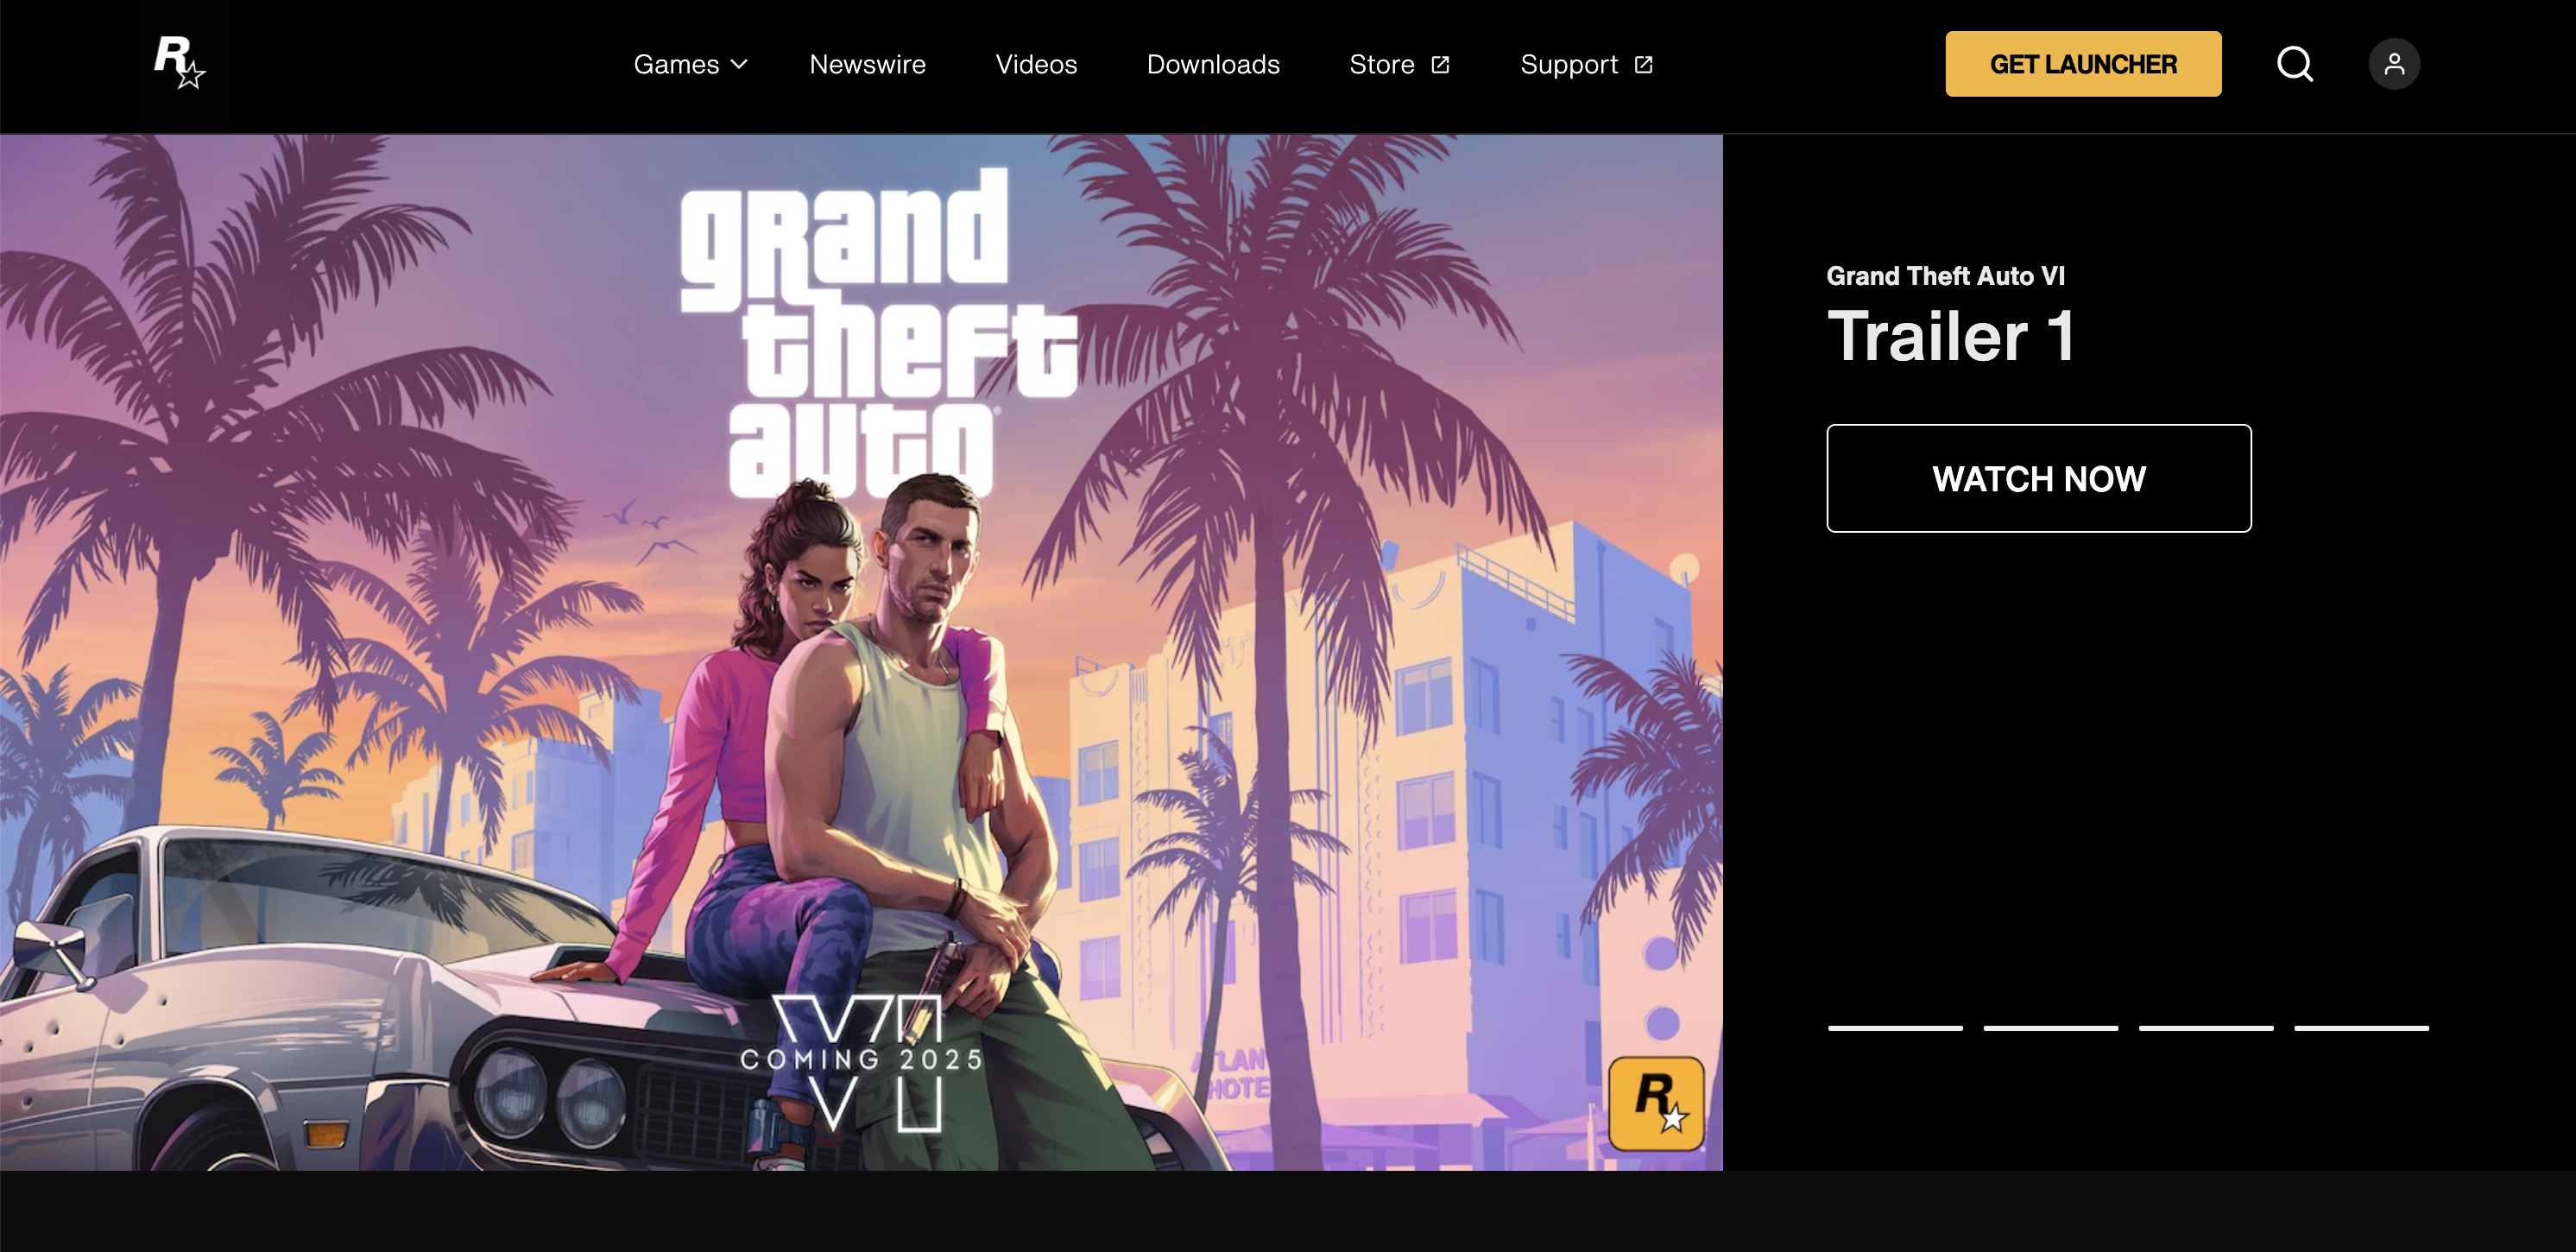 R
Games
Newswire
Videos
Downloads
Store
Support
GET LAUNCHER
grand
theft
auto®
VI
COMING 2025
ATLAN
HOTE
R
Grand Theft Auto VI
Trailer 1
WATCH NOW